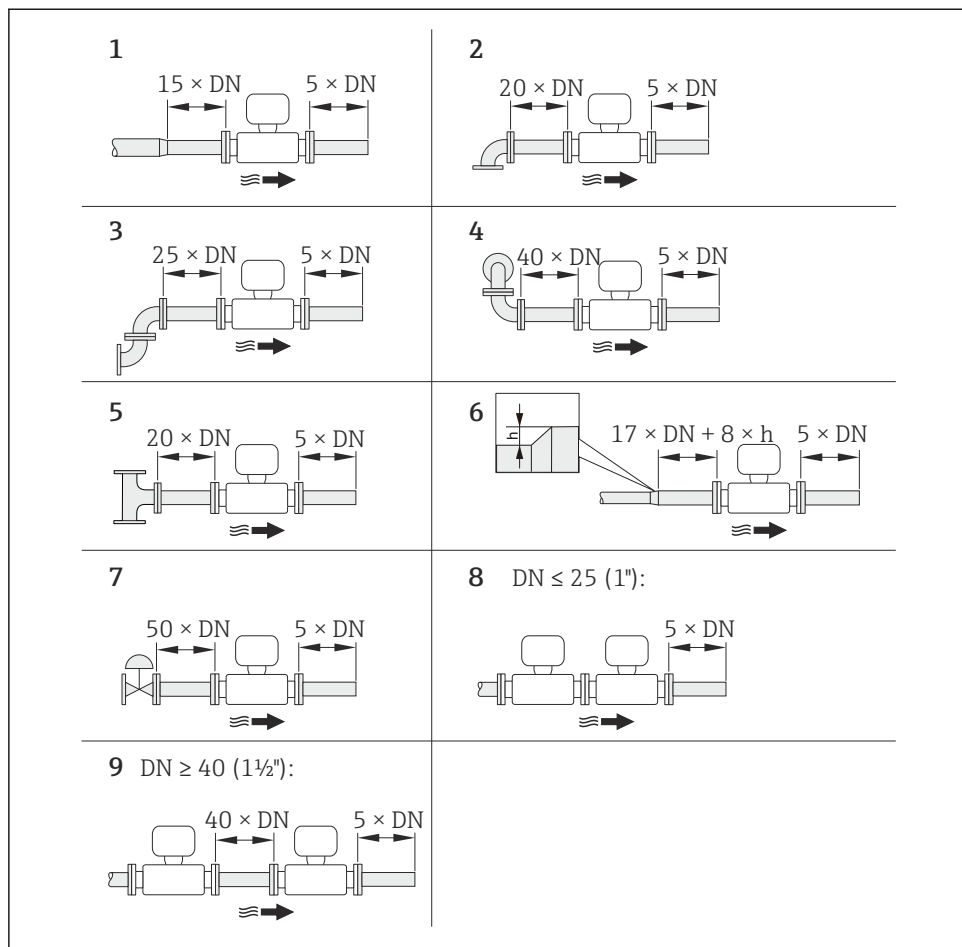 1
15 × DN 5 × DN
2
20 × DN 5 × DN
3
25 × DN 5 × DN
4
40 × DN 5 × DN
5
20 × DN 5 × DN
6
h
17 × DN + 8 × h 5 × DN
7
50 × DN 5 × DN
8 DN ≤ 25 (1"):
5 × DN
9 DN ≥ 40 (1½"):
40 × DN 5 × DN